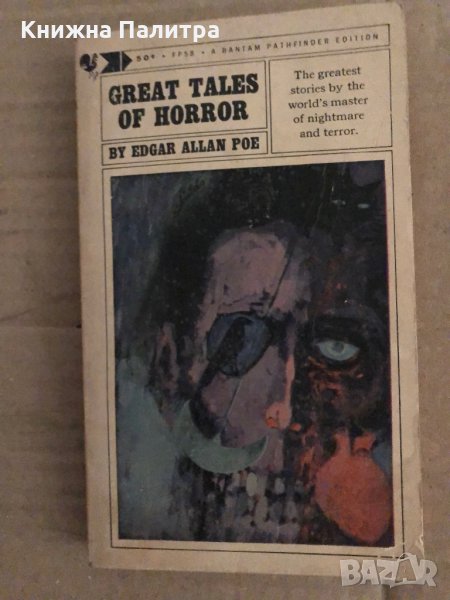 Книжна Палитра
50¢ · FP58 · A BANTAM PATHFINDER EDITION
GREAT TALES
OF HORROR
BY EDGAR ALLAN POE
The greatest
stories by the
world's master
of nightmare
and terror.
BAZAR